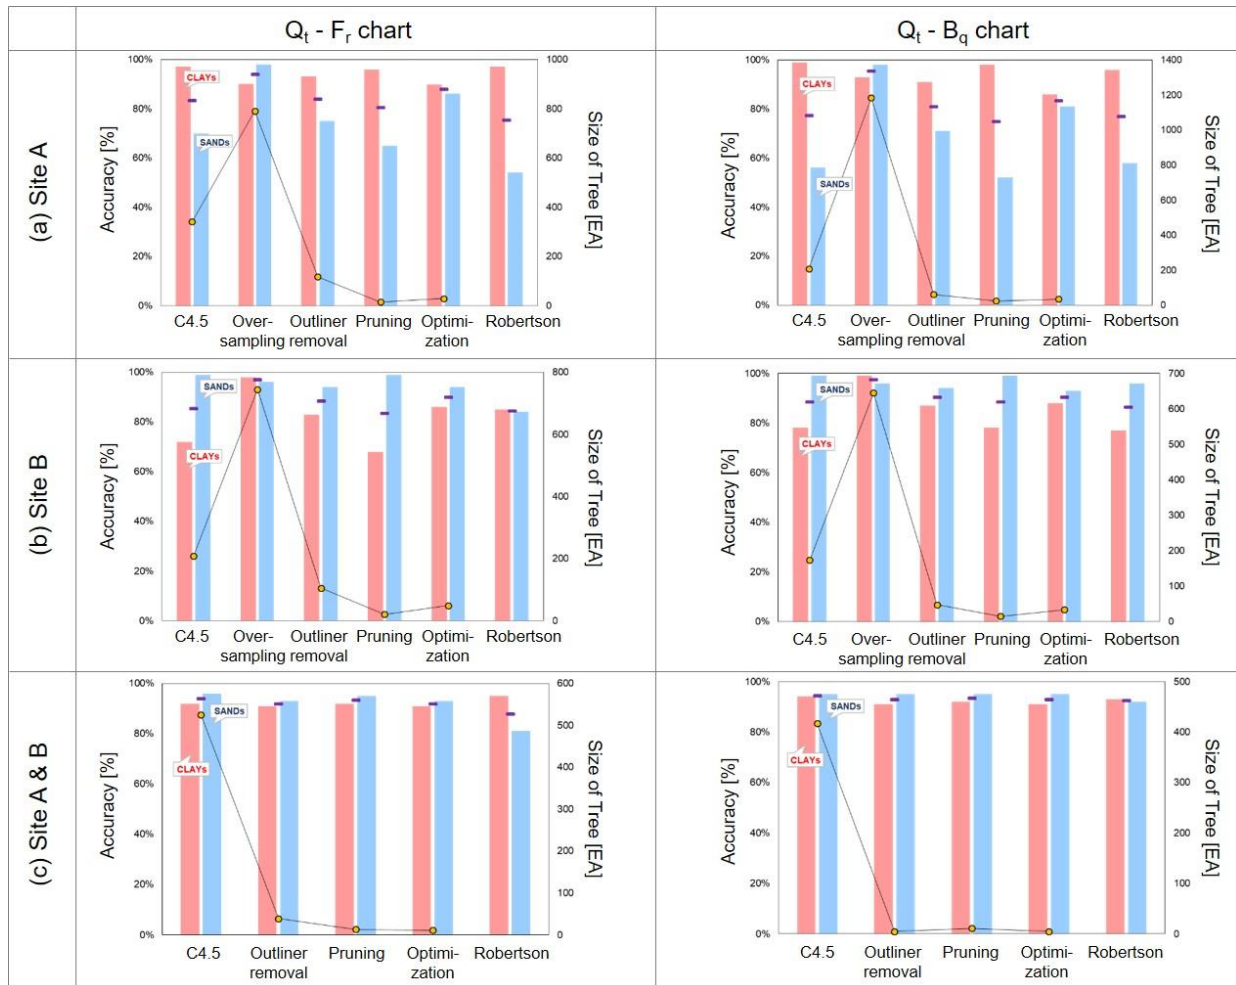 Qt - Fr chart
Qt - Bq chart
(a) Site A
Accuracy [%]
100%
80%
60%
40%
20%
0%
CLAYs
SANDs
1000
800
600
400
200
0
Size of Tree [EA]
C4.5 Over- Outliner Pruning Optimi- Robertson
sampling removal zation
Accuracy [%]
100%
80%
60%
40%
20%
0%
CLAYs
SANDs
1400
1200
1000
800
600
400
200
0
Size of Tree [EA]
C4.5 Over- Outliner Pruning Optimi- Robertson
sampling removal zation
(b) Site B
Accuracy [%]
100%
80%
60%
40%
20%
0%
SANDs
CLAYs
800
600
400
200
0
Size of Tree [EA]
C4.5 Over- Outliner Pruning Optimi- Robertson
sampling removal zation
Accuracy [%]
100%
80%
60%
40%
20%
0%
SANDs
CLAYs
700
600
500
400
300
200
100
0
Size of Tree [EA]
C4.5 Over- Outliner Pruning Optimi- Robertson
sampling removal zation
(c) Site A & B
Accuracy [%]
100%
80%
60%
40%
20%
0%
SANDs
CLAYs
600
500
400
300
200
100
0
Size of Tree [EA]
C4.5 Outliner Pruning Optimi- Robertson
removal zation
Accuracy [%]
100%
80%
60%
40%
20%
0%
SANDs
CLAYs
500
400
300
200
100
0
Size of Tree [EA]
C4.5 Outliner Pruning Optimi- Robertson
removal zation